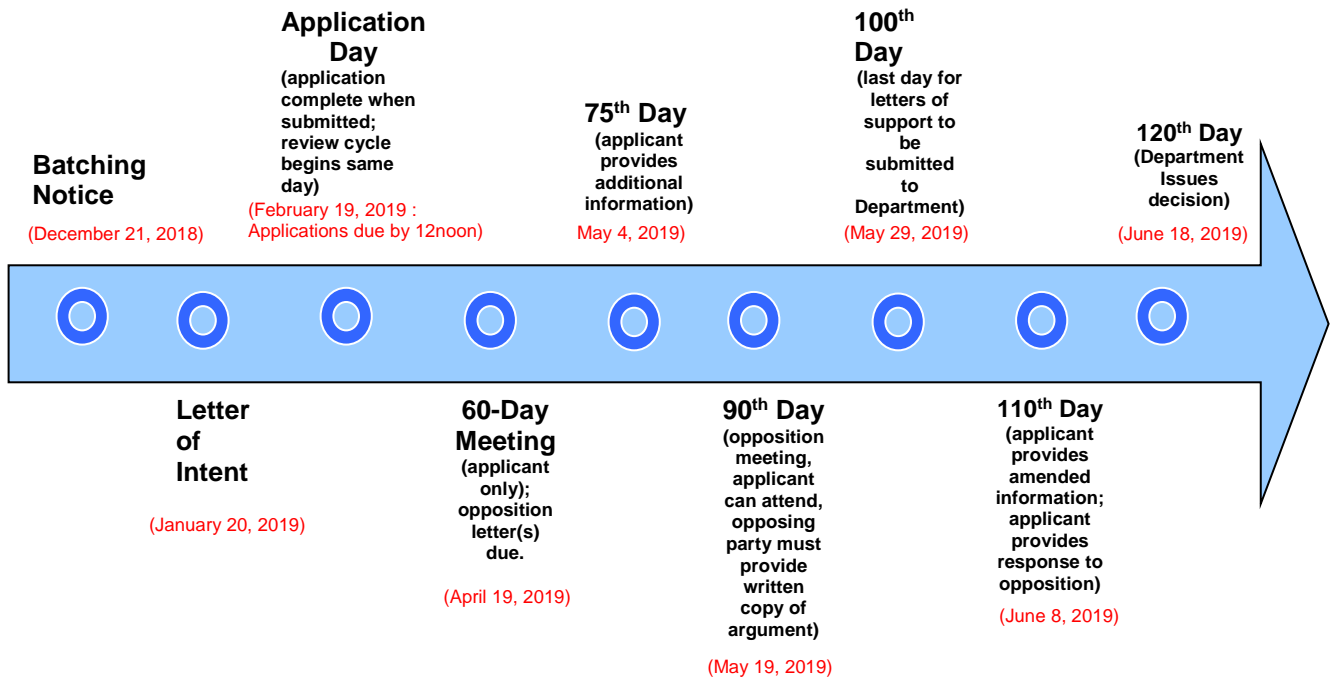 Batching
Notice
(December 21, 2018)
Letter
of
Intent
(January 20, 2019)
Application
Day
(application
complete when
submitted;
review cycle
begins same
day)
(February 19, 2019 :
Applications due by 12noon)
60-Day
Meeting
(applicant
only);
opposition
letter(s)
due.
(April 19, 2019)
75th Day
(applicant
provides
additional
information)
May 4, 2019)
90th Day
(opposition
meeting,
applicant
can attend,
opposing
party must
provide
written
copy of
argument)
(May 19, 2019)
100th
Day
(last day for
letters of
support to
be
submitted
to
Department)
(May 29, 2019)
110th Day
(applicant
provides
amended
information;
applicant
provides
response to
opposition)
(June 8, 2019)
120th Day
(Department
Issues
decision)
(June 18, 2019)